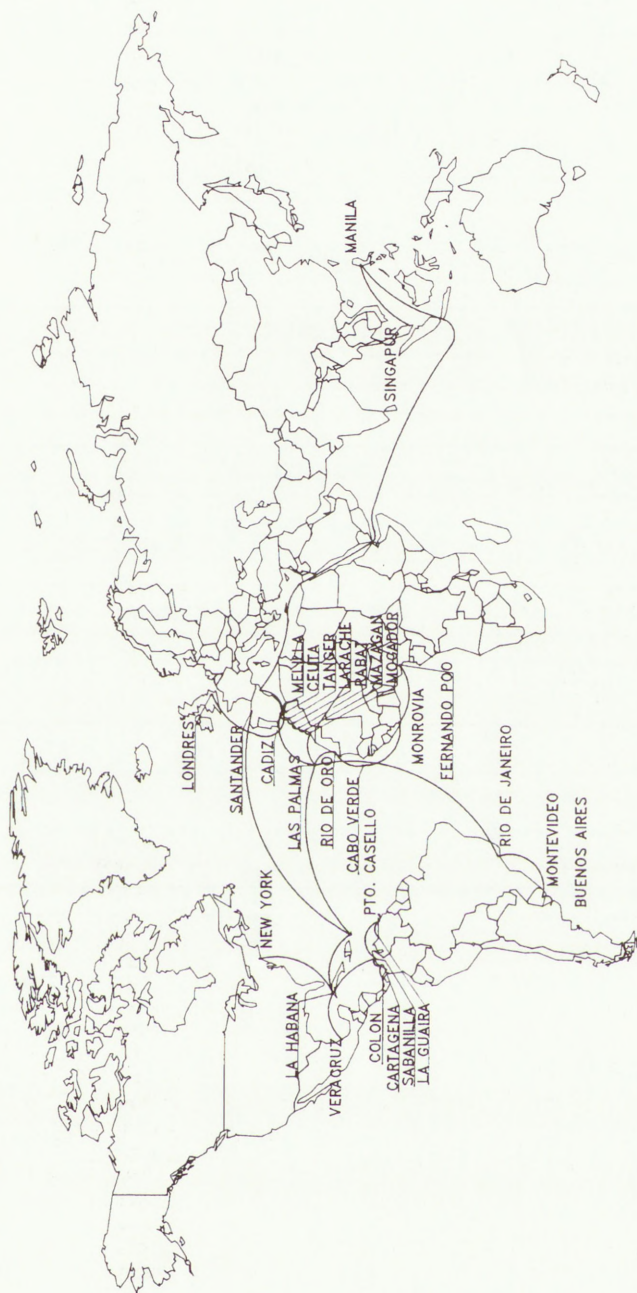 LONDRES
SANTANDER
CADIZ
LAS PALMAS
RIO DE ORO
CABO VERDE
PTO. CASELLO
NEW YORK
LA HABANA
VERACRUZ
COLON
CARTAGENA
SABANILLA
LA GUAIRA
MELILLA
CEUTA
TANGER
LARACHE
RABAT
MAZAGAN
MOGADOR
MONROVIA
FERNANDO POO
RIO DE JANEIRO
MONTEVIDEO
BUENOS AIRES
SINGAPUR
MANILA